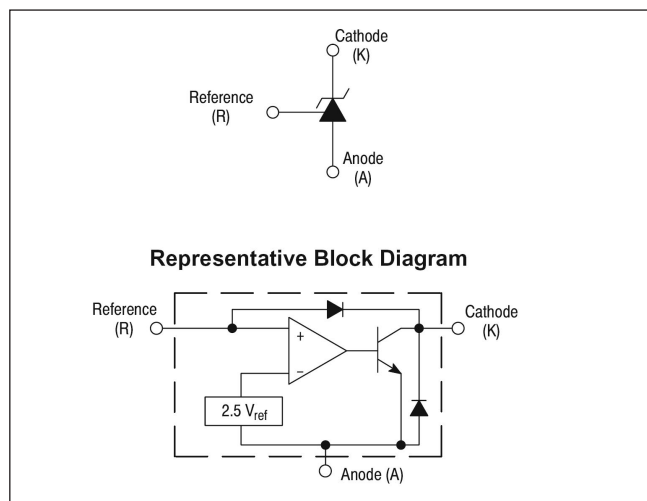 Cathode
(K)
Reference
(R)
Anode
(A)
Representative Block Diagram
Reference
(R)
Cathode
(K)
+
−
2.5 Vref
Anode (A)